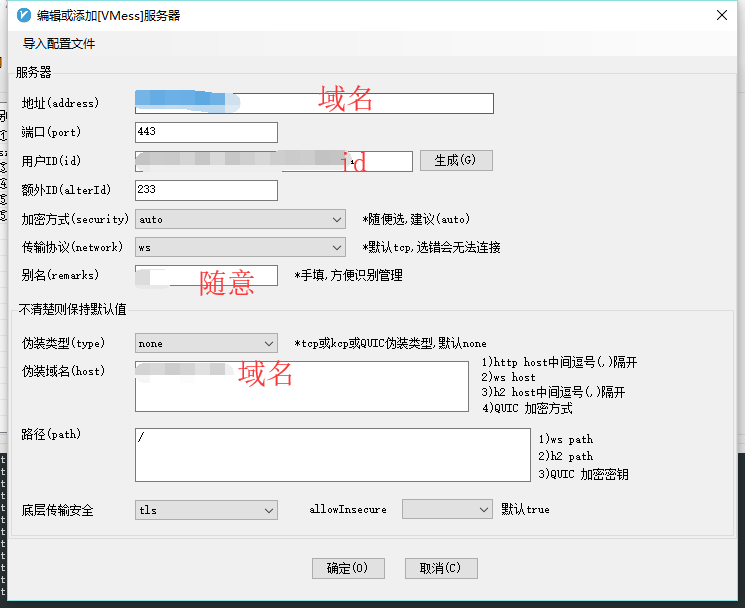 编辑或添加[VMess]服务器
导入配置文件
服务器
地址(address) 域名
端口(port) 443
用户ID(id) id 生成(G)
额外ID(alterId) 233
加密方式(security) auto *随便选,建议(auto)
传输协议(network) ws *默认tcp,选错会无法连接
别名(remarks) 随意 *手填,方便识别管理
不清楚则保持默认值
伪装类型(type) none *tcp或kcp或QUIC伪装类型,默认none
伪装域名(host) 域名
1)http host中间逗号(,)隔开
2)ws host
3)h2 host中间逗号(,)隔开
4)QUIC 加密方式
路径(path) /
1)ws path
2)h2 path
3)QUIC 加密密钥
底层传输安全 tls allowInsecure 默认true
确定(O) 取消(C)